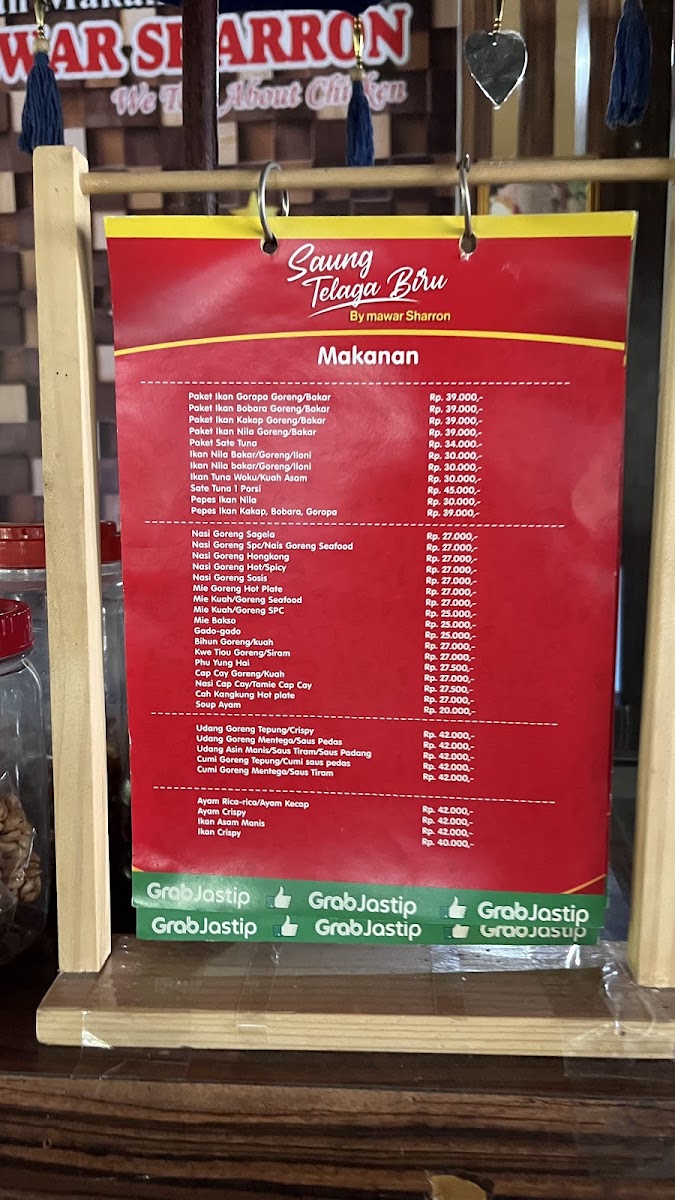 WAR SHARRON
We T About Chicken
Saung
Telaga Biru
By mawar Sharron
Makanan
Paket Ikan Goropa Goreng/Bakar Rp. 39.000,-
Paket Ikan Bobara Goreng/Bakar Rp. 39.000,-
Paket Ikan Kakap Goreng/Bakar Rp. 39.000,-
Paket Ikan Nila Goreng/Bakar Rp. 39.000,-
Paket Sate Tuna Rp. 34.000,-
Ikan Nila Bakar/Goreng/Iloni Rp. 30.000,-
Ikan Nila bakar/Goreng/Iloni Rp. 30.000,-
Ikan Tuna Woku/Kuah Asam Rp. 30.000,-
Sate Tuna 1 Porsi Rp. 45.000,-
Pepes Ikan Nila Rp. 30.000,-
Pepes Ikan Kakap, Bobara, Goropa Rp. 39.000,-
Nasi Goreng Sagela Rp. 27.000,-
Nasi Goreng Spc/Nais Goreng Seafood Rp. 27.000,-
Nasi Goreng Hongkong Rp. 27.000,-
Nasi Goreng Hot/Spicy Rp. 27.000,-
Nasi Goreng Sosis Rp. 27.000,-
Mie Goreng Hot Plate Rp. 27.000,-
Mie Kuah/Goreng Seafood Rp. 27.000,-
Mie Kuah/Goreng SPC Rp. 25.000,-
Mie Bakso Rp. 25.000,-
Gado-gado Rp. 25.000,-
Bihun Goreng/kuah Rp. 27.000,-
Kwe Tiou Goreng/Siram Rp. 27.000,-
Phu Yung Hai Rp. 27.500,-
Cap Cay Goreng/Kuah Rp. 27.000,-
Nasi Cap Cay/Tamie Cap Cay Rp. 27.500,-
Cah Kangkung Hot plate Rp. 27.000,-
Soup Ayam Rp. 20.000,-
Udang Goreng Tepung/Crispy Rp. 42.000,-
Udang Goreng Mentega/Saus Pedas Rp. 42.000,-
Udang Asin Manis/Saus Tiram/Saus Padang Rp. 42.000,-
Cumi Goreng Tepung/Cumi saus pedas Rp. 42.000,-
Cumi Goreng Mentega/Saus Tiram Rp. 42.000,-
Ayam Rica-rica/Ayam Kecap Rp. 42.000,-
Ayam Crispy Rp. 42.000,-
Ikan Asam Manis Rp. 42.000,-
Ikan Crispy Rp. 40.000,-
GrabJastip GrabJastip GrabJastip
GrabJastip GrabJastip GrabJastip